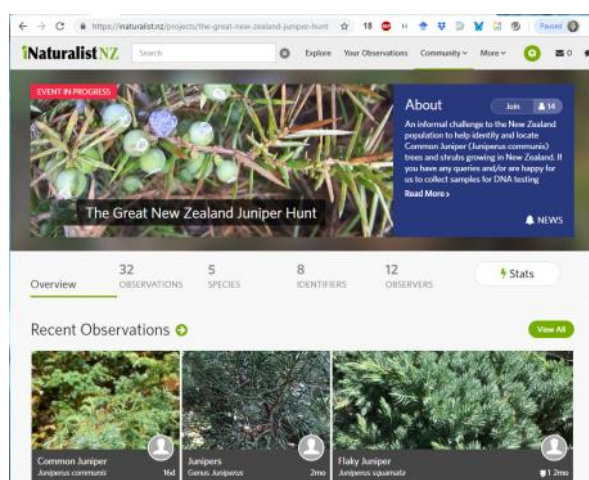 https://inaturalist.nz/projects/the-great-new-zealand-juniper-hunt
18
Paused
iNaturalistNZ
Search
Explore
Your Observations
Community
More
0
EVENT IN PROGRESS
The Great New Zealand Juniper Hunt
About
Join
14
An informal challenge to the New Zealand
population to help identify and locate
Common Juniper (Juniperus communis)
trees and shrubs growing in New Zealand. If
you have any queries and/or are happy for
us to collect samples for DNA testing
Read More >
NEWS
Overview
32
OBSERVATIONS
5
SPECIES
8
IDENTIFIERS
12
OBSERVERS
Stats
Recent Observations
View All
Common Juniper
Juniperus communis
16d
Junipers
Genus Juniperus
2mo
Flaky Juniper
Juniperus squamata
1 2mo